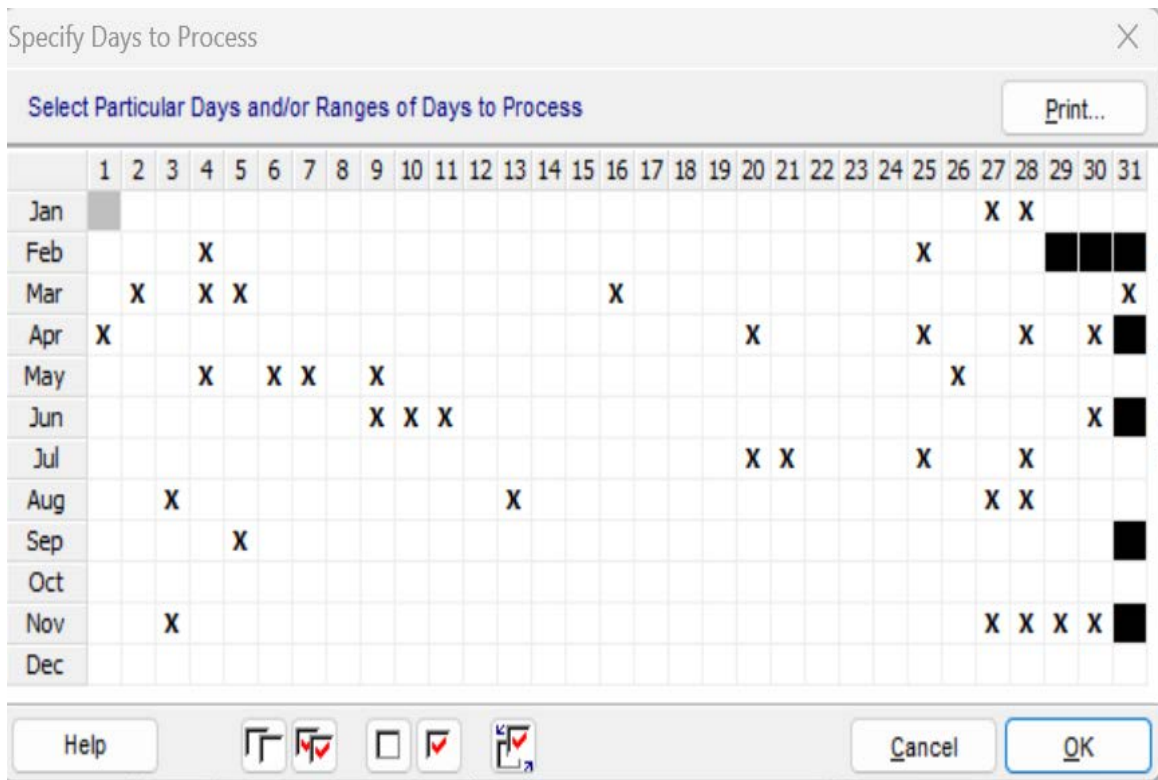 Specify Days to Process
Select Particular Days and/or Ranges of Days to Process Print...
1 2 3 4 5 6 7 8 9 10 11 12 13 14 15 16 17 18 19 20 21 22 23 24 25 26 27 28 29 30 31
Jan X X
Feb X X
Mar X X X X X
Apr X X X X X
May X X X X X
Jun X X X X
Jul X X X X
Aug X X X X
Sep X
Oct
Nov X X X X X
Dec
Help Cancel OK